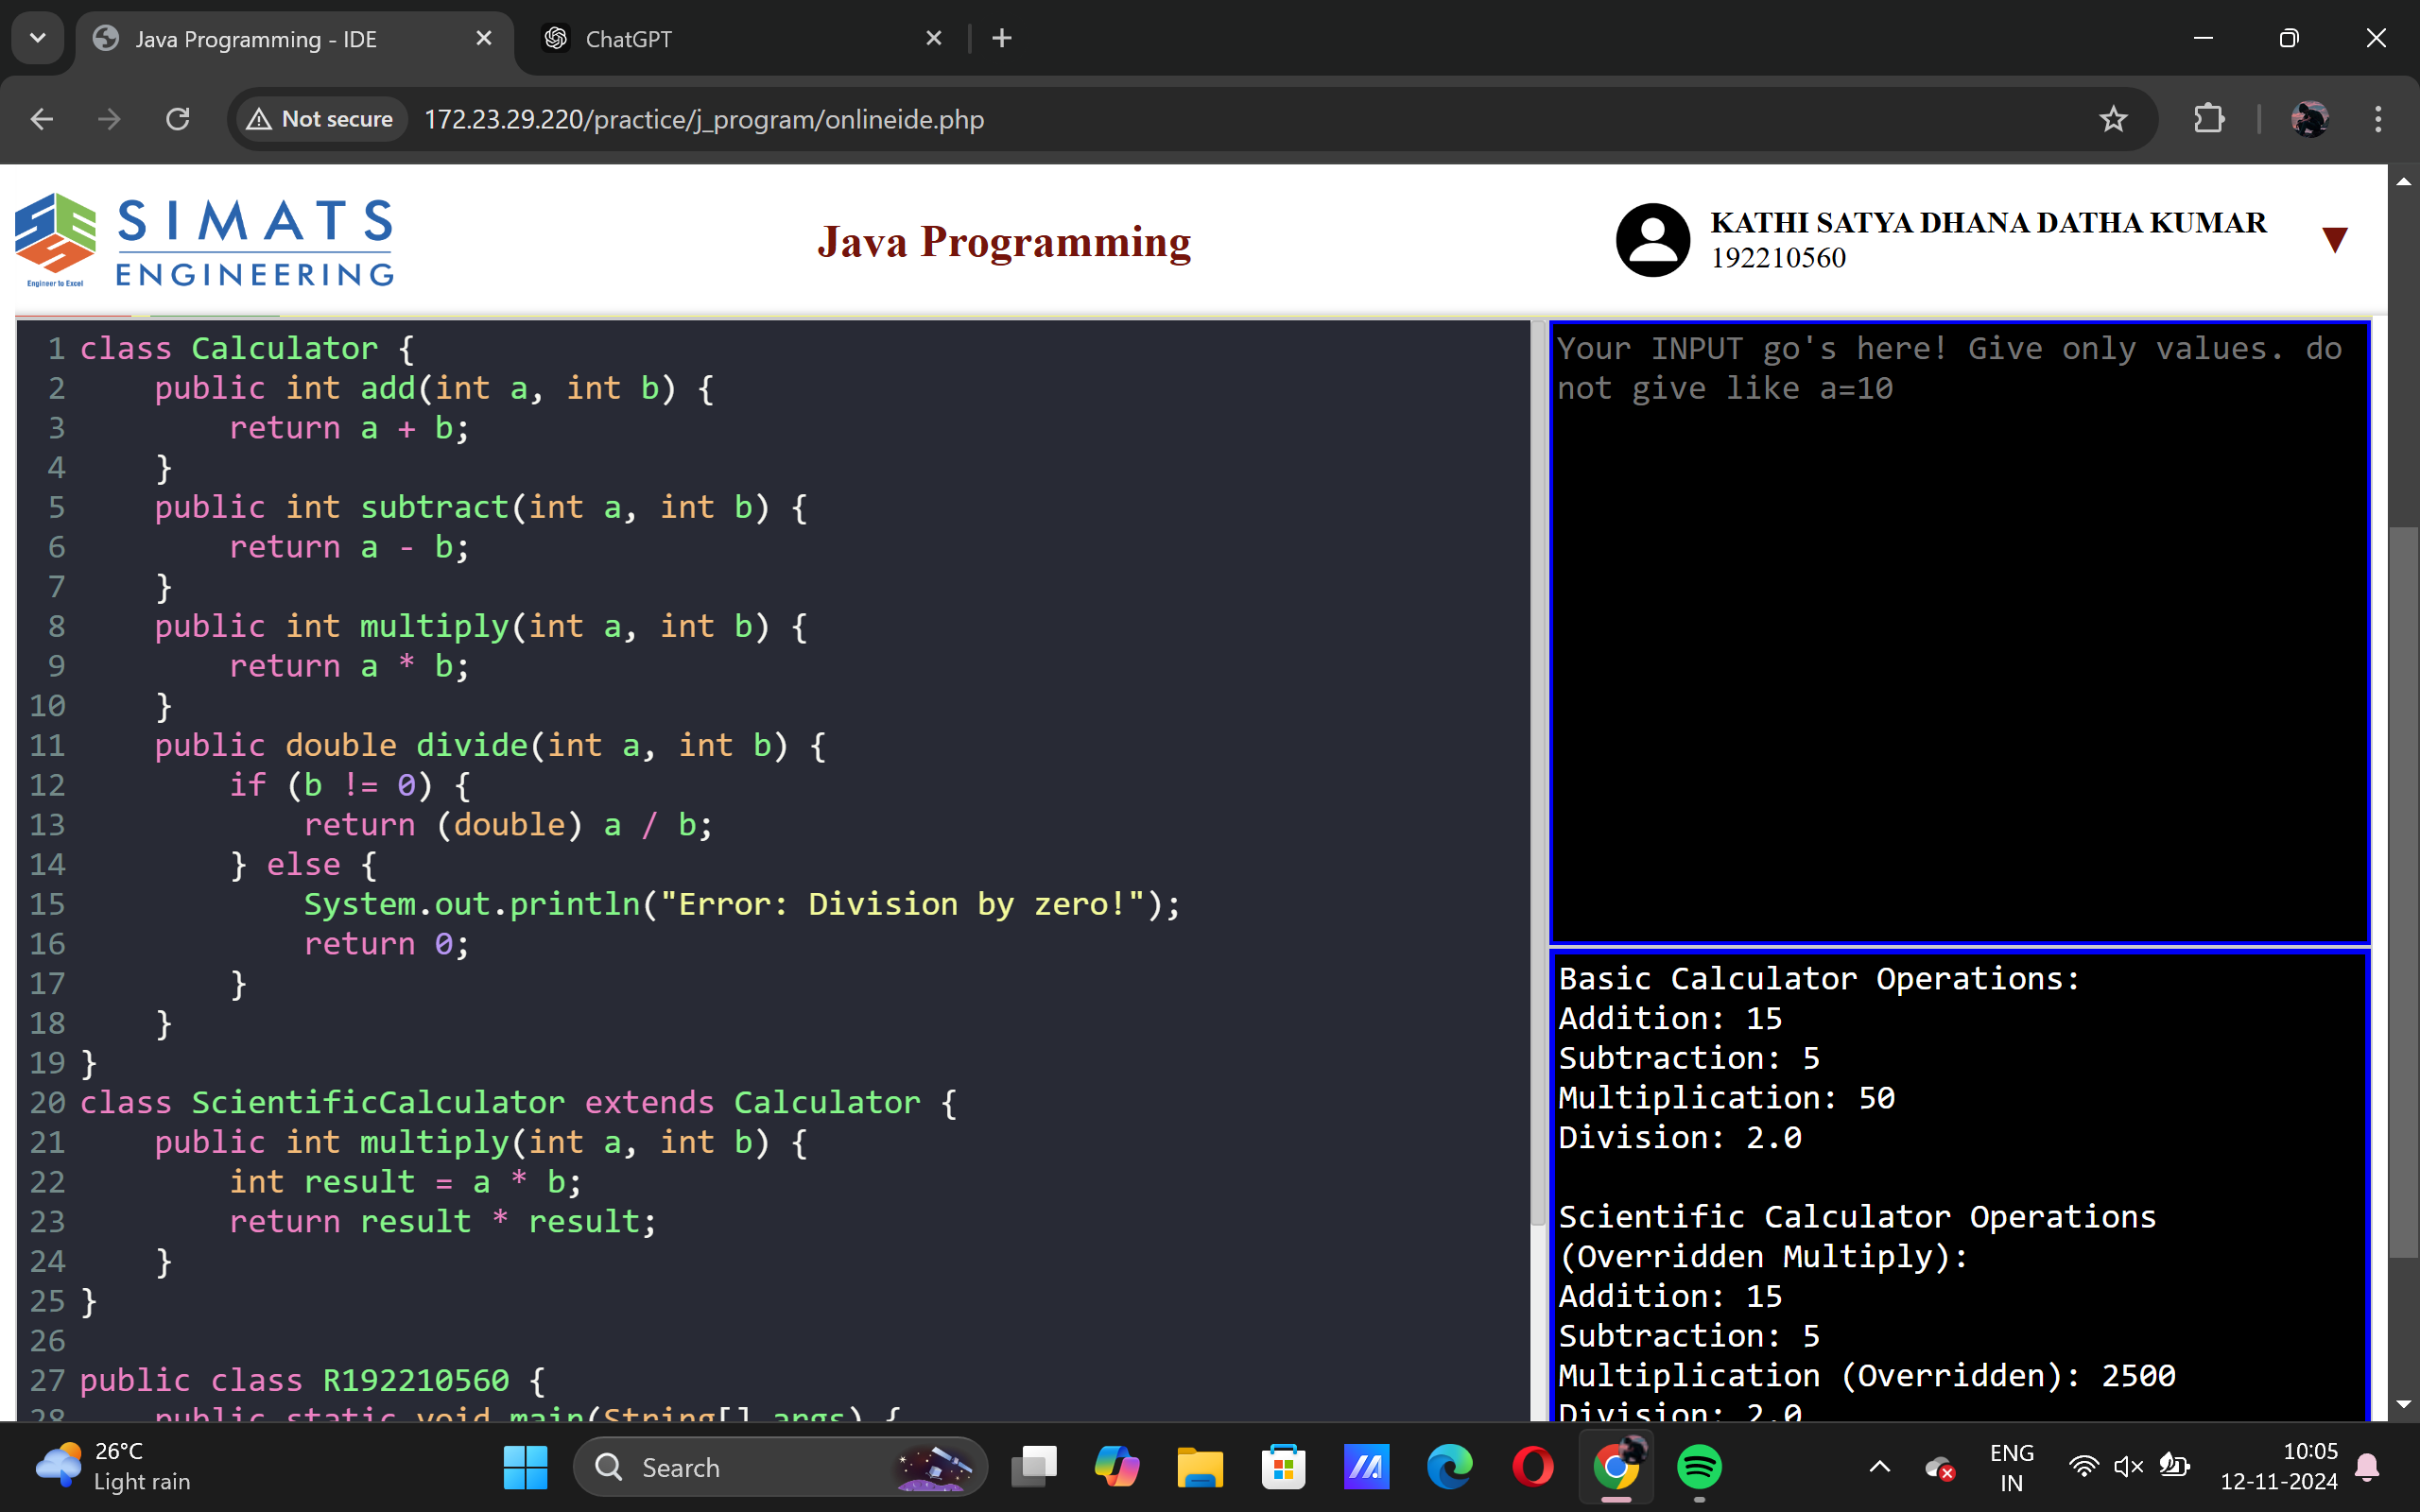 Java Programming - IDE
ChatGPT
Not secure
172.23.29.220/practice/j_program/onlineide.php
SIMATS
ENGINEERING
Engineer to Excel
Java Programming
KATHI SATYA DHANA DATHA KUMAR
192210560
1 class Calculator {
2     public int add(int a, int b) {
3         return a + b;
4     }
5     public int subtract(int a, int b) {
6         return a - b;
7     }
8     public int multiply(int a, int b) {
9         return a * b;
10     }
11     public double divide(int a, int b) {
12         if (b != 0) {
13             return (double) a / b;
14         } else {
15             System.out.println("Error: Division by zero!");
16             return 0;
17         }
18     }
19 }
20 class ScientificCalculator extends Calculator {
21     public int multiply(int a, int b) {
22         int result = a * b;
23         return result * result;
24     }
25 }
26
27 public class R192210560 {
28     public static void main(String[] args) {
Your INPUT go's here! Give only values. do
not give like a=10
Basic Calculator Operations:
Addition: 15
Subtraction: 5
Multiplication: 50
Division: 2.0
Scientific Calculator Operations
(Overridden Multiply):
Addition: 15
Subtraction: 5
Multiplication (Overridden): 2500
Division: 2.0
26°C
Light rain
Search
ENG
IN
10:05
12-11-2024